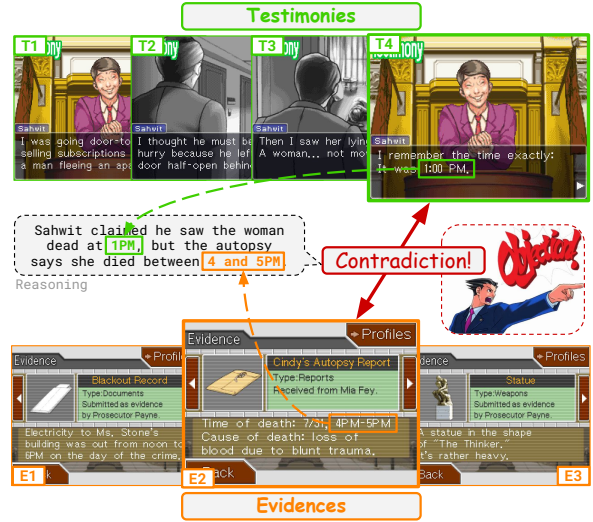 Testimonies
T1
T2
T3
T4
Sahwit
I was going door-to
selling subscriptions
a man fleeing an apa
I thought he must be
hurry because he lef
door half-open behin
Then I saw her lying
A woman... not mo
Sahwit
I remember the time exactly:
It was 1:00 PM.
Sahwit claimed he saw the woman
dead at 1PM, but the autopsy
says she died between 4 and 5PM
Reasoning
Contradiction!
Objection!
Evidence
Profil
Blackout Record
Type:Documents
Submitted as evidence
by Prosecutor Payne.
Electricity to Ms. Stone's
building was out from noon to
6PM on the day of the crime.
E1
ck
Evidence
Profiles
Cindy's Autopsy Report
Type:Reports
Received from Mia Fey.
Time of death: 7/31, 4PM-5PM
Cause of death: loss of
blood due to blunt trauma.
E2
Back
Profiles
dence
Statue
Type:Weapons
Submitted as evidence
by Prosecutor Payne.
A statue in the shape
of "The Thinker."
It's rather heavy.
ck
E3
Evidences